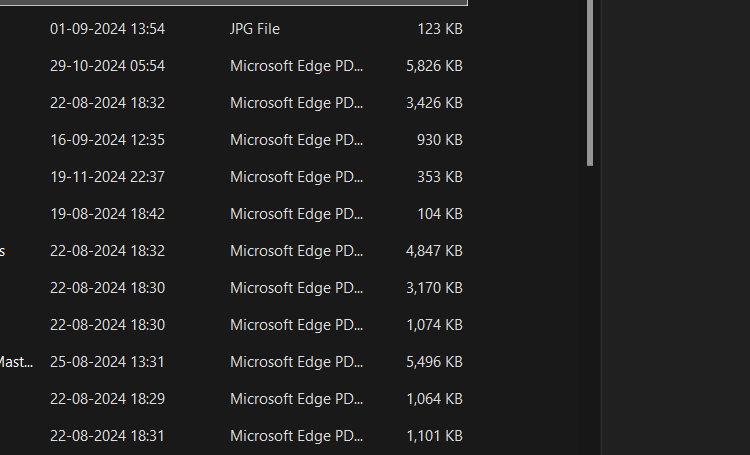 01-09-2024 13:54 JPG File 123 KB
29-10-2024 05:54 Microsoft Edge PD... 5,826 KB
22-08-2024 18:32 Microsoft Edge PD... 3,426 KB
16-09-2024 12:35 Microsoft Edge PD... 930 KB
19-11-2024 22:37 Microsoft Edge PD... 353 KB
19-08-2024 18:42 Microsoft Edge PD... 104 KB
s 22-08-2024 18:32 Microsoft Edge PD... 4,847 KB
22-08-2024 18:30 Microsoft Edge PD... 3,170 KB
22-08-2024 18:30 Microsoft Edge PD... 1,074 KB
Mast... 25-08-2024 13:31 Microsoft Edge PD... 5,496 KB
22-08-2024 18:29 Microsoft Edge PD... 1,064 KB
22-08-2024 18:31 Microsoft Edge PD... 1,101 KB